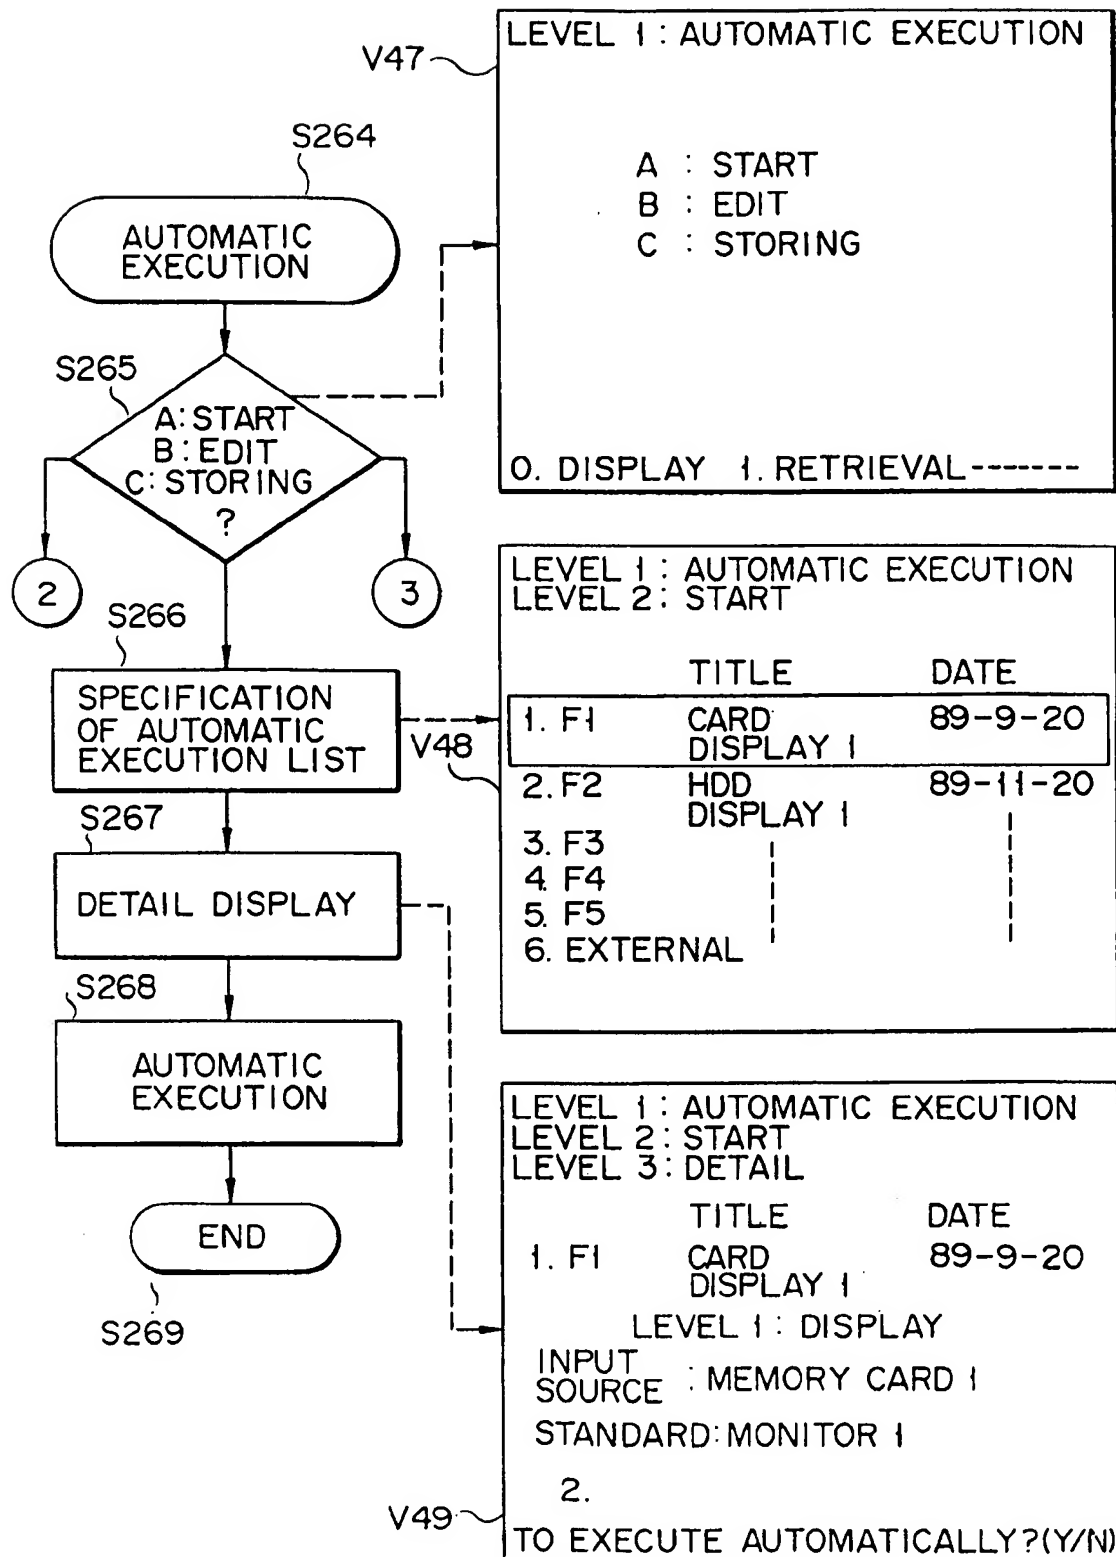 S264
AUTOMATIC
EXECUTION
S265
A: START
B: EDIT
C: STORING
?
2
3
S266
SPECIFICATION
OF AUTOMATIC
EXECUTION LIST
S267
DETAIL DISPLAY
S268
AUTOMATIC
EXECUTION
END
S269
V47
LEVEL 1: AUTOMATIC EXECUTION
A : START
B : EDIT
C : STORING
0. DISPLAY 1. RETRIEVAL-------
V48
LEVEL 1: AUTOMATIC EXECUTION
LEVEL 2: START
TITLE DATE
1. F1 CARD 89-9-20
DISPLAY 1
2. F2 HDD 89-11-20
DISPLAY 1
3. F3
4. F4
5. F5
6. EXTERNAL
V49
LEVEL 1: AUTOMATIC EXECUTION
LEVEL 2: START
LEVEL 3: DETAIL
TITLE DATE
1. F1 CARD 89-9-20
DISPLAY 1
LEVEL 1: DISPLAY
INPUT
SOURCE : MEMORY CARD 1
STANDARD: MONITOR 1
2.
TO EXECUTE AUTOMATICALLY?(Y/N)